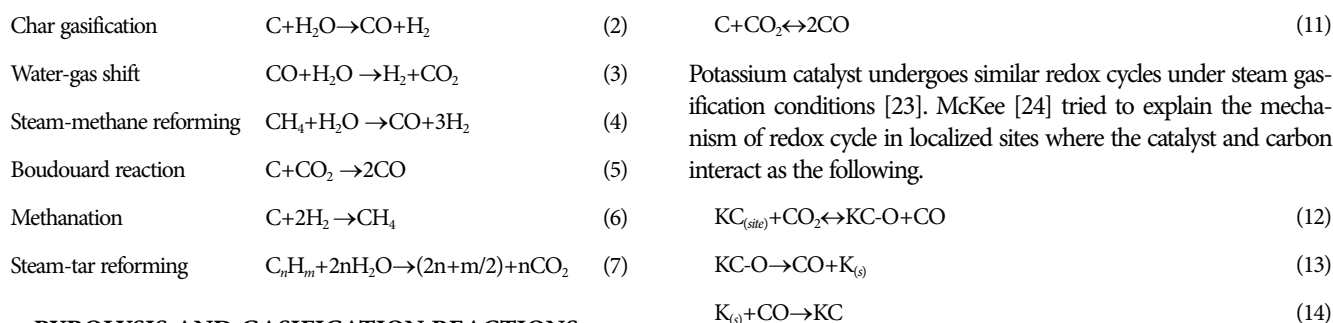 Char gasification C+H₂O→CO+H₂ (2)
Water-gas shift CO+H₂O →H₂+CO₂ (3)
Steam-methane reforming CH₄+H₂O →CO+3H₂ (4)
Boudouard reaction C+CO₂ →2CO (5)
Methanation C+2H₂ →CH₄ (6)
Steam-tar reforming CₙHₘ+2nH₂O→(2n+m/2)+nCO₂ (7)
PYROLYSIS AND GASIFICATION REACTIONS
C+CO₂↔2CO (11)
Potassium catalyst undergoes similar redox cycles under steam gas-
ification conditions [23]. McKee [24] tried to explain the mecha-
nism of redox cycle in localized sites where the catalyst and carbon
interact as the following.
KC(site)+CO₂↔KC-O+CO (12)
KC-O→CO+K(s) (13)
K(s)+CO→KC (14)